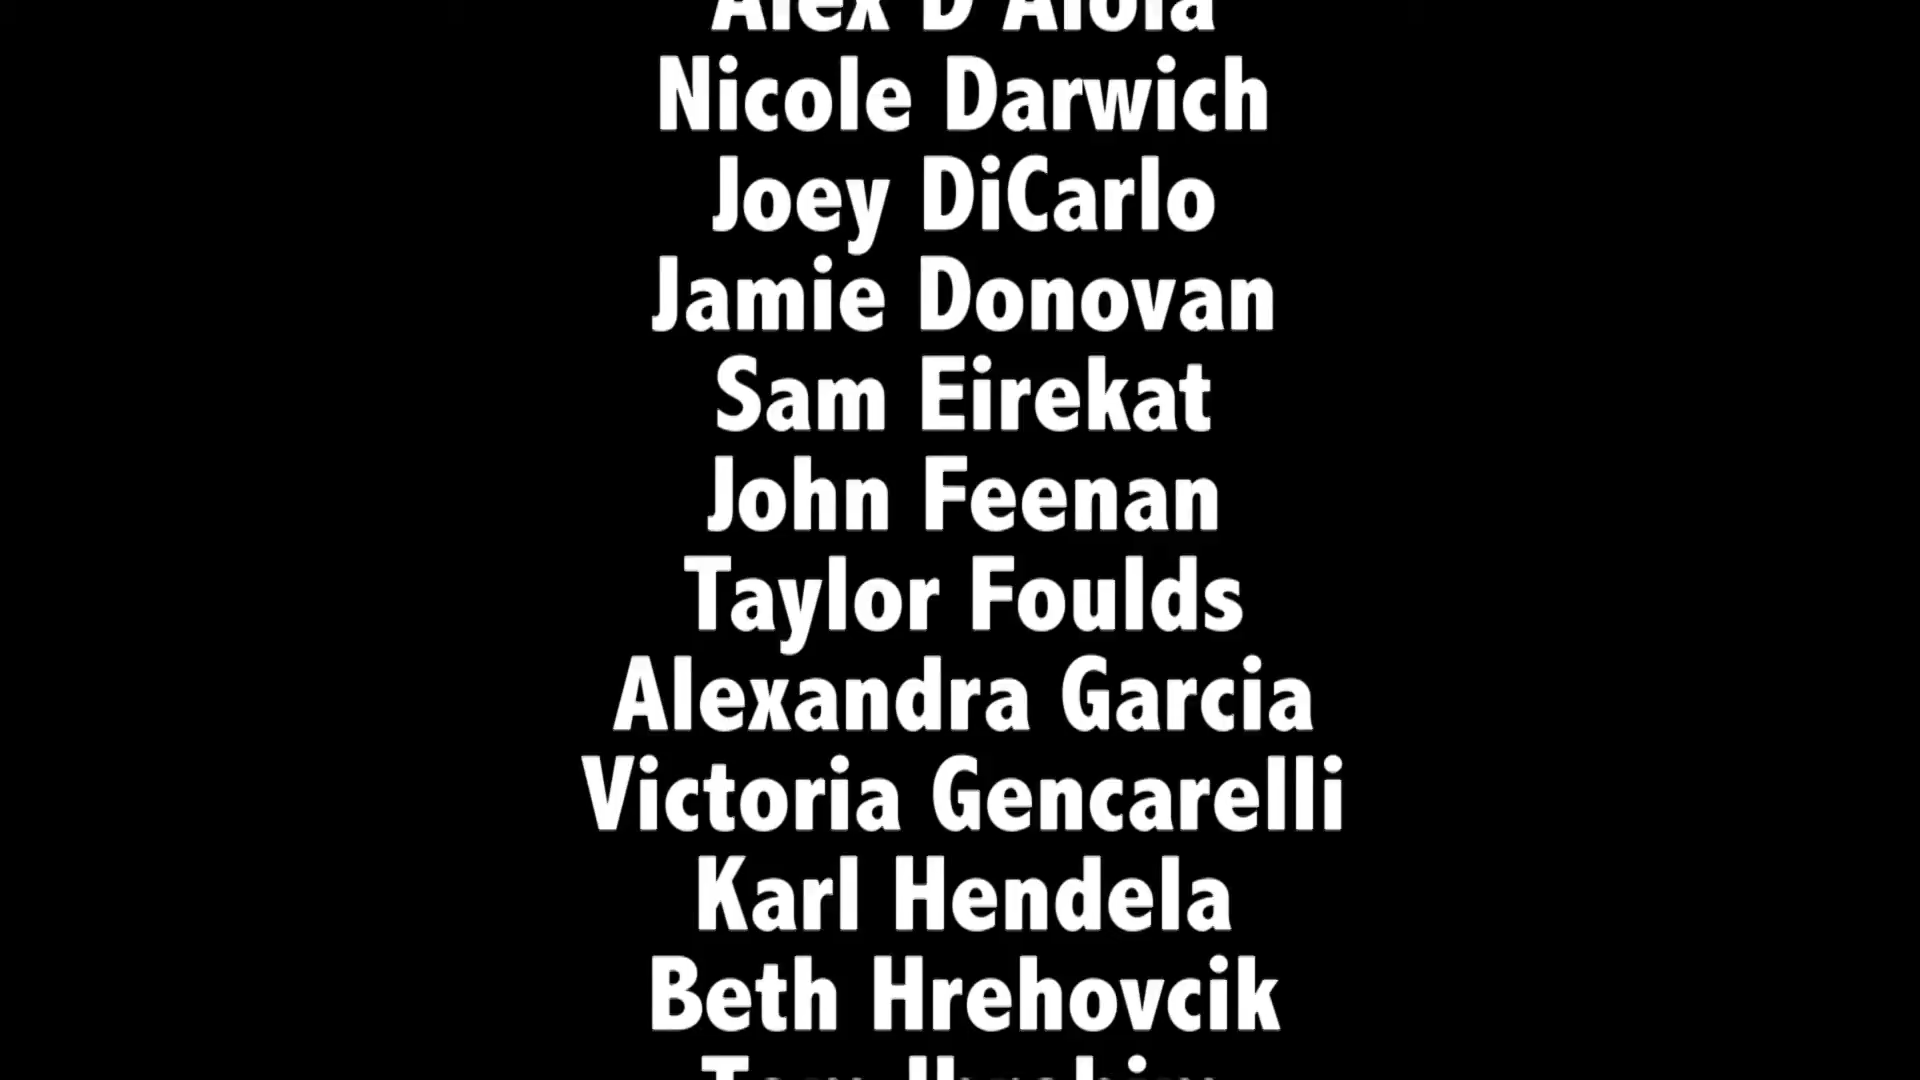 Nicole Darwich
Joey DiCarlo
Jamie Donovan
Sam Eirekat
John Feenan
Taylor Foulds
Alexandra Garcia
Victoria Gencarelli
Karl Hendela
Beth Hrehovcik